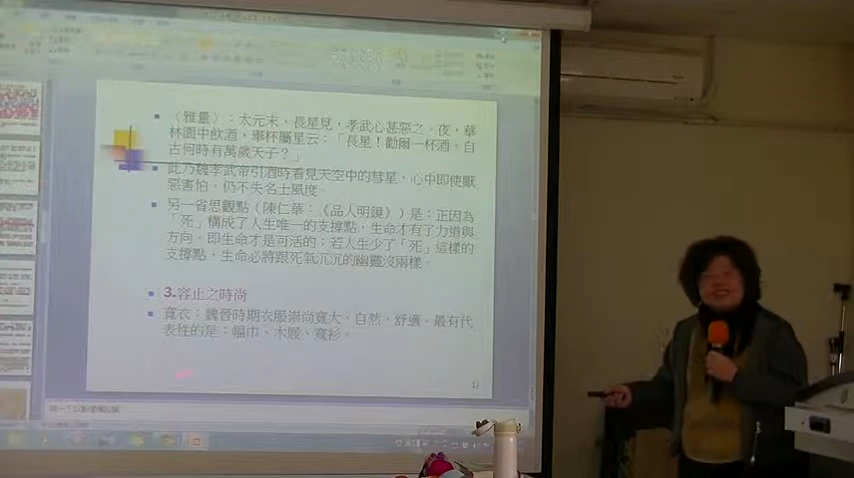 〈雅量〉：太元末，長星見，孝武心甚惡之。夜，華
林園中飲酒，舉杯屬星云：「長星！勸爾一杯酒。自
古何時有萬歲天子？」
此乃魏孝武帝引酒時看見天空中的彗星，心中即使厭
惡害怕，仍不失名士風度。
另一省思觀點（陳仁華：《品人明鏡》）是：正因為
「死」構成了人生唯一的支撐點，生命才有了力道與
方向。即生命才是可活的；若人生少了「死」這樣的
支撐點，生命必將跟死氣沉沉的幽靈沒兩樣。
3.容止之時尚
寬衣：魏晉時期衣服崇尚寬大、自然、舒適。最有代
表性的是：幅巾、木屐、寬衫。